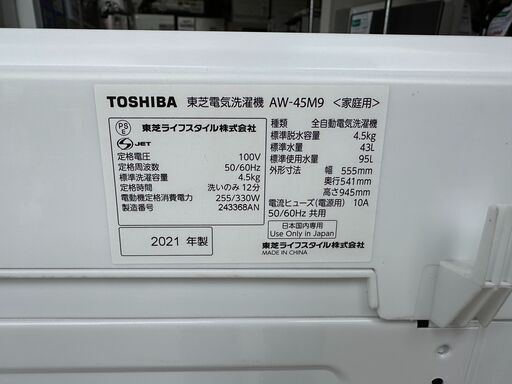 TOSHIBA 東芝電気洗濯機 AW-45M9 <家庭用>
PS E 東芝ライフスタイル株式会社
S JET
定格電圧 100V
定格周波数 50/60Hz
標準洗濯容量 4.5kg
定格時間 洗いのみ 12分
電動機定格消費電力 255/330W
製造番号 243368AN
2021 年製
種類 全自動電気洗濯機
標準脱水容量 4.5kg
標準水量 43L
標準使用水量 95L
外形寸法 幅 555mm
奥行541mm
高さ945mm
電流ヒューズ(電源用) 10A
50/60Hz 共用
日本国内専用
Use Only in Japan
東芝ライフスタイル株式会社
MADE IN CHINA